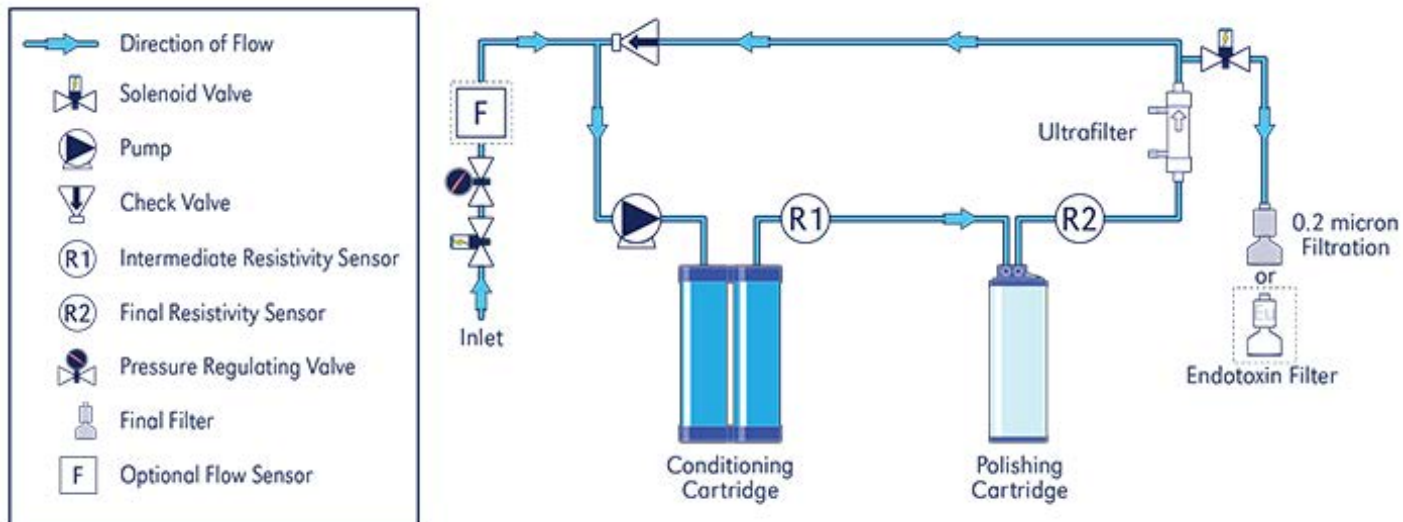 Direction of Flow
Solenoid Valve
Pump
Check Valve
R1 Intermediate Resistivity Sensor
R2 Final Resistivity Sensor
Pressure Regulating Valve
Final Filter
F Optional Flow Sensor
F
Inlet
R1
R2
Ultrafilter
Conditioning
Cartridge
Polishing
Cartridge
0.2 micron
Filtration
or
EU
Endotoxin Filter